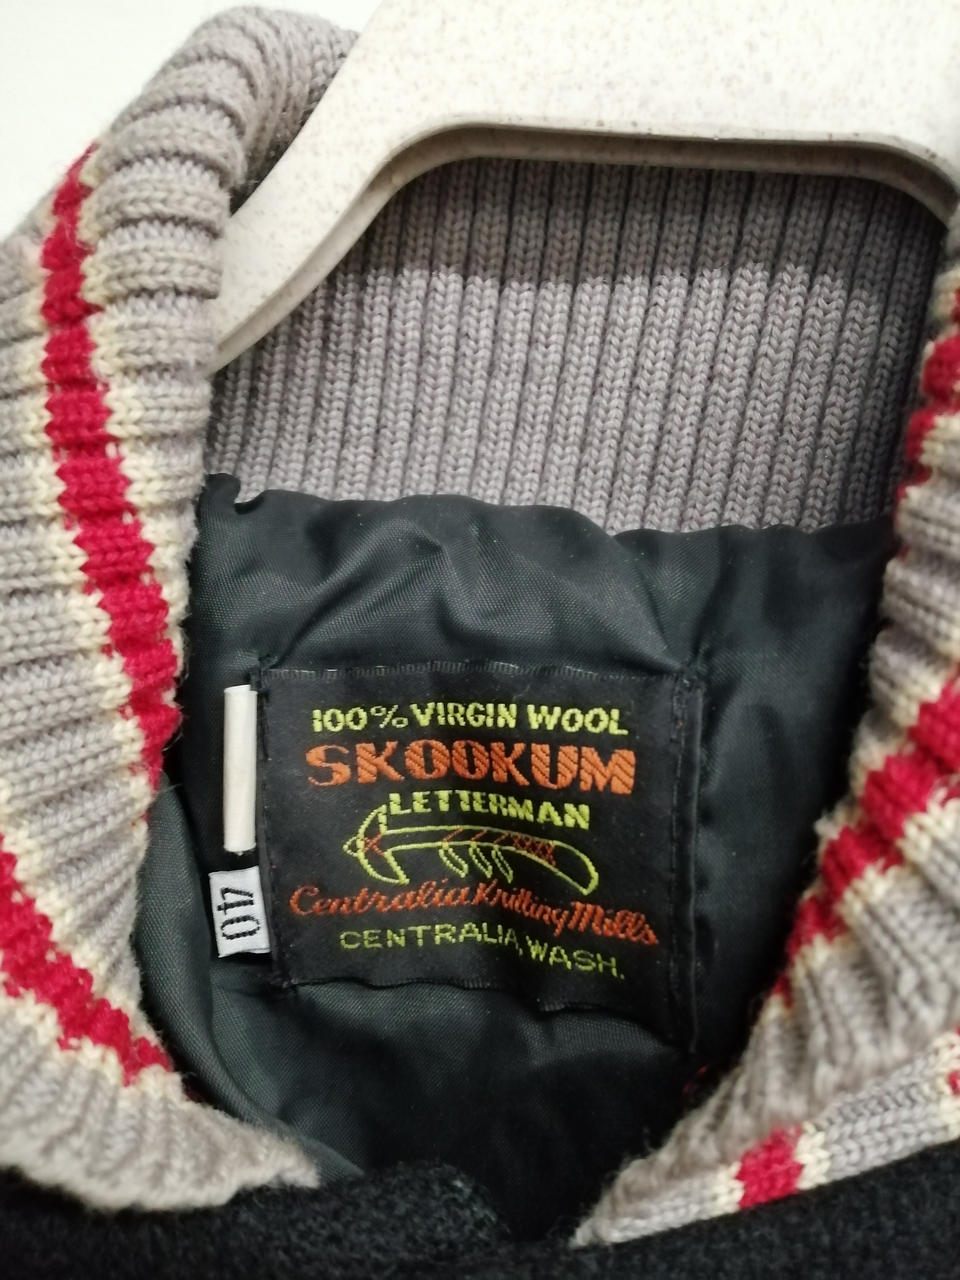 100% VIRGIN WOOL
SKOOKUM
LETTERMAN
Centralia Knitting Mills
CENTRALIA, WASH.
40